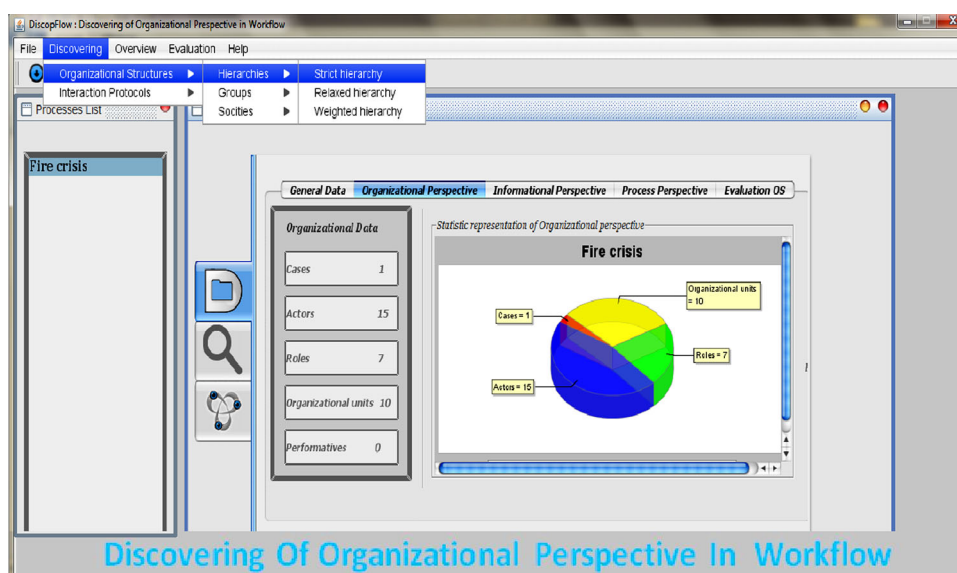 DiscopFlow : Discovering of Organizational Prespective in Workflow
File Discovering Overview Evaluation Help
Organizational Structures Hierarchies Strict hierarchy
Interaction Protocols Groups Relaxed hierarchy
Socities Weighted hierarchy
Processes List
Fire crisis
General Data Organizational Perspective Informational Perspective Process Perspective Evaluation OS
Organizational Data
Cases 1
Actors 15
Roles 7
Organizational units 10
Performatives 0
Statistic representation of Organizational perspective
Fire crisis
Organizational units
= 10
Cases = 1
Roles = 7
Actors = 15
Discovering Of Organizational Perspective In Workflow